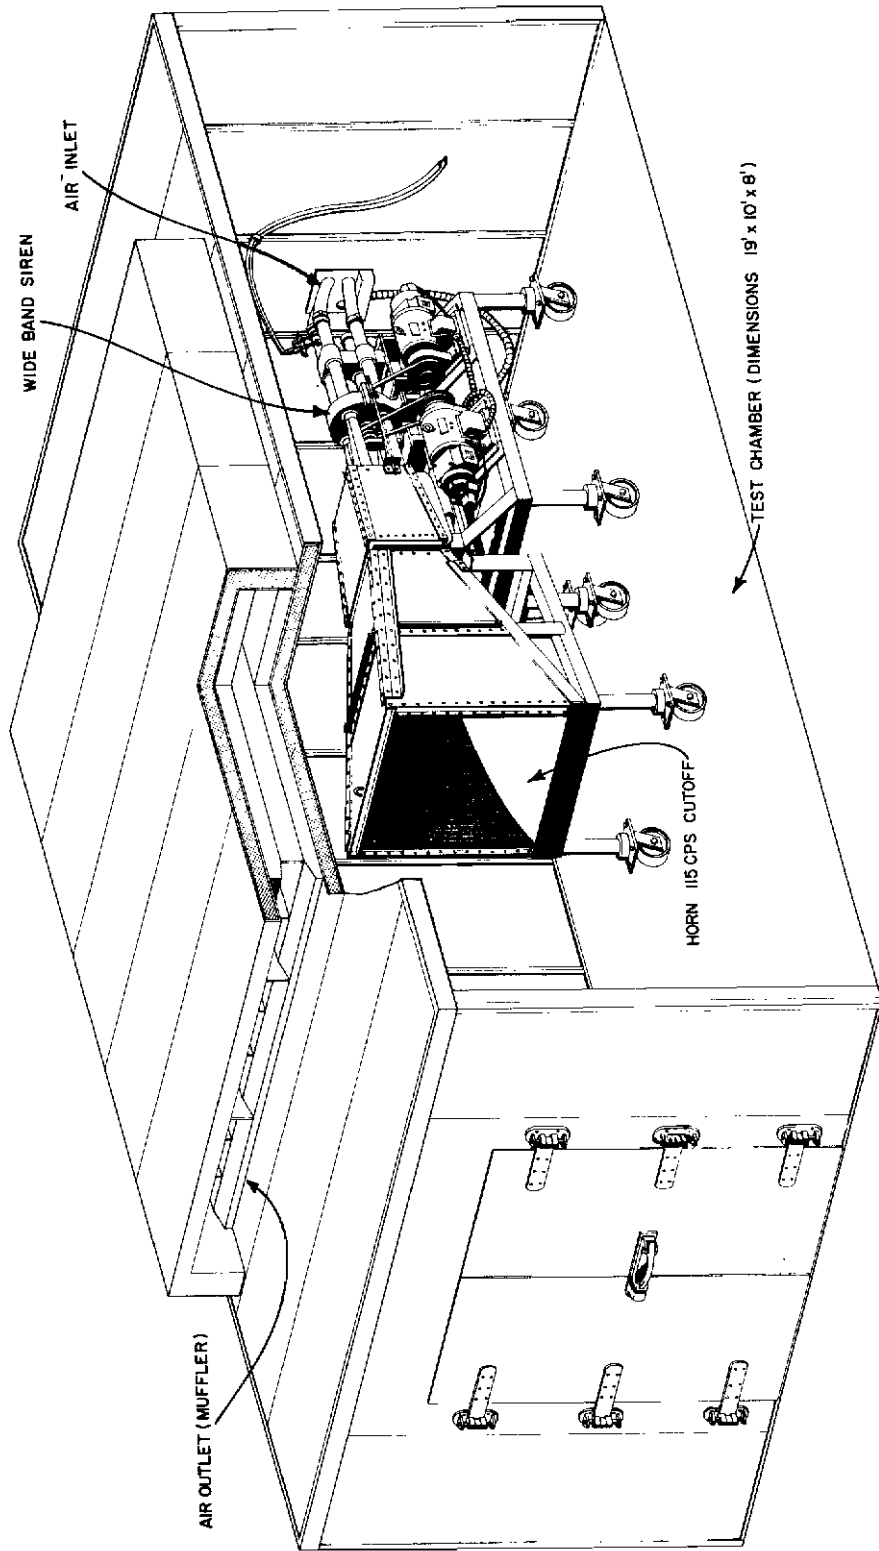 WIDE BAND SIREN
AIR INLET
TEST CHAMBER (DIMENSIONS 19' x 10' x 8')
HORN 115 CPS CUTOFF
AIR OUTLET (MUFFLER)